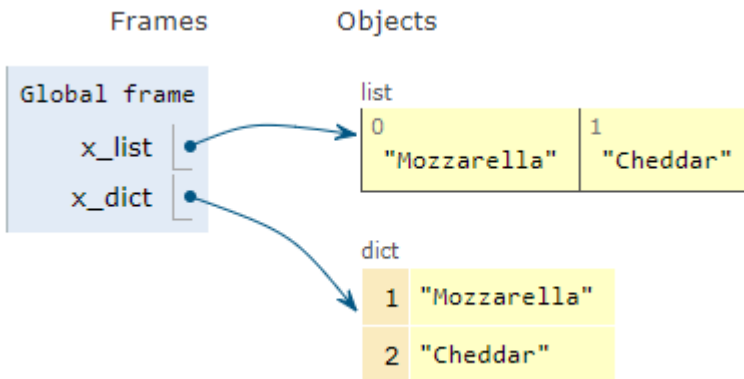 Frames Objects
Global frame
x_list
x_dict
list
0 1
"Mozzarella" "Cheddar"
dict
1 "Mozzarella"
2 "Cheddar"